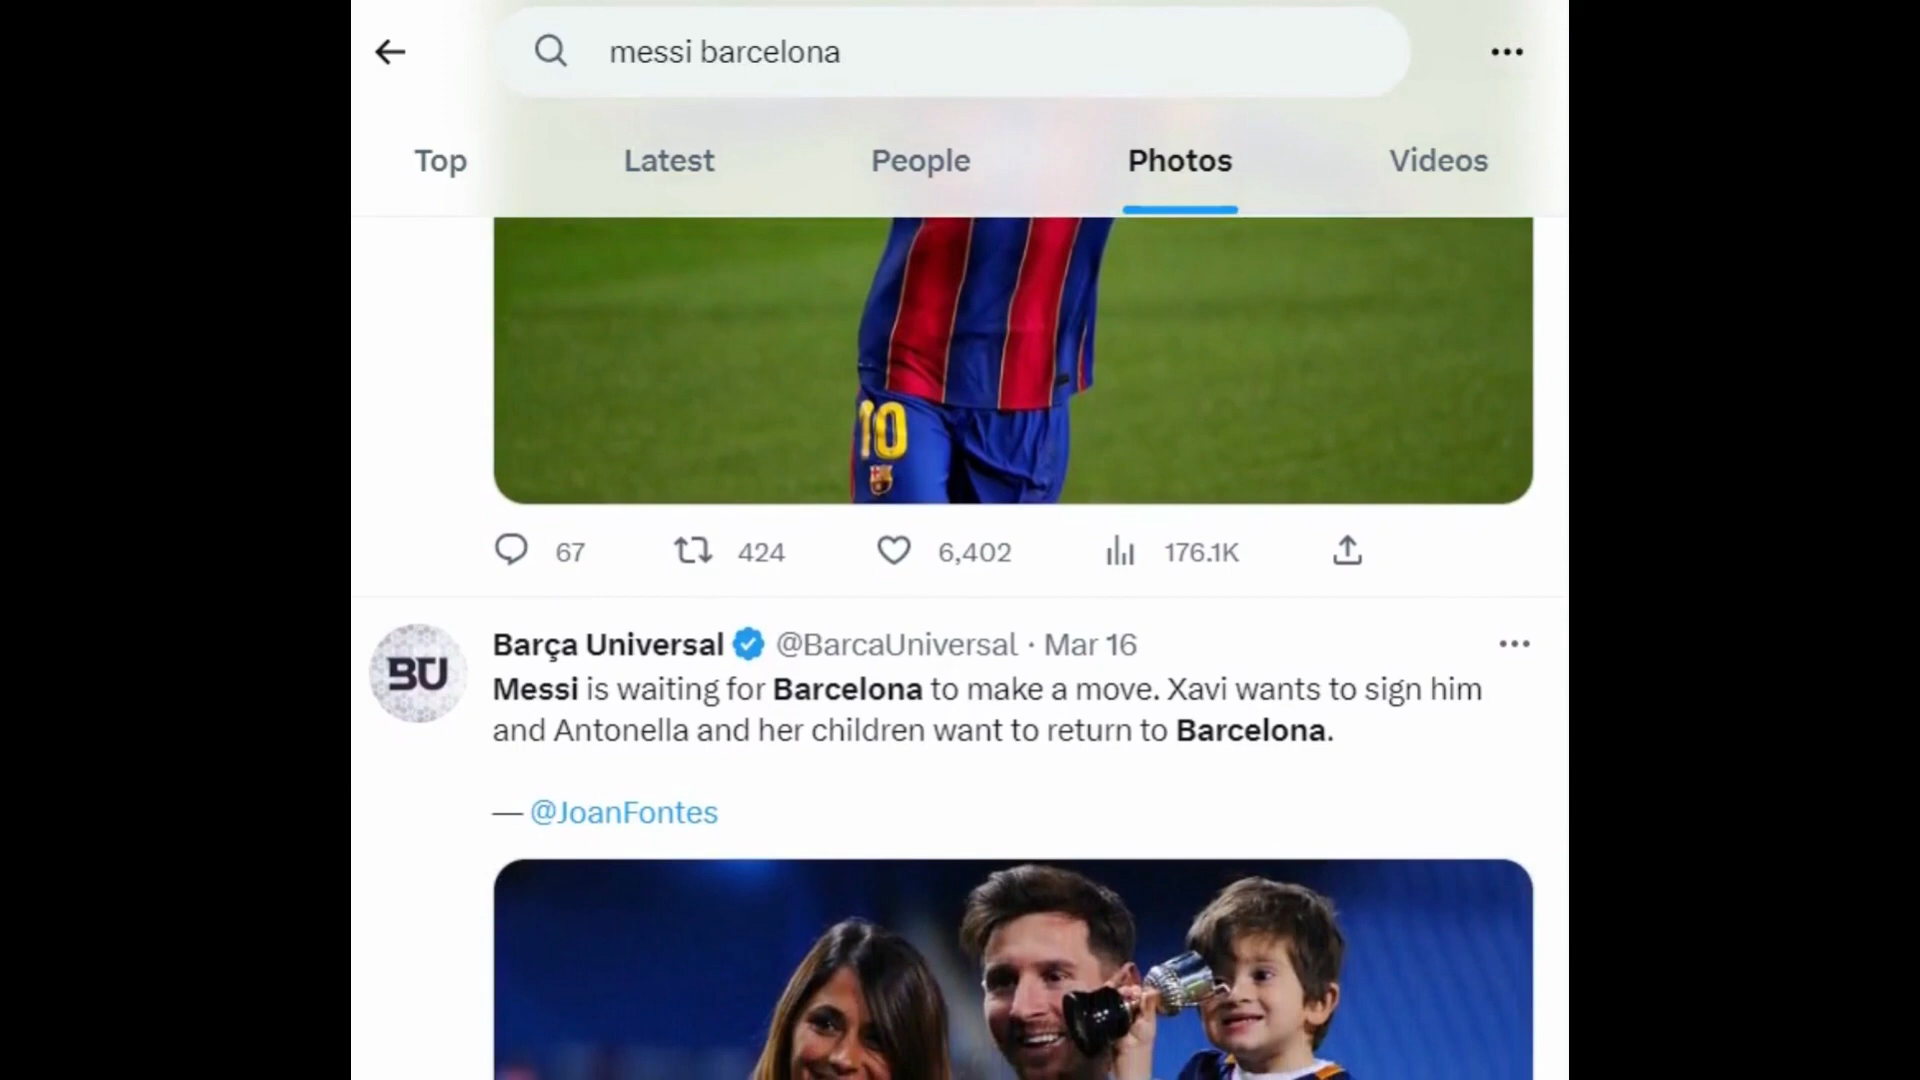 messi barcelona
Top Latest People Photos Videos
10
67 424 6,402 176.1K
Barça Universal @BarcaUniversal · Mar 16
BU
Messi is waiting for Barcelona to make a move. Xavi wants to sign him
and Antonella and her children want to return to Barcelona.
— @JoanFontes